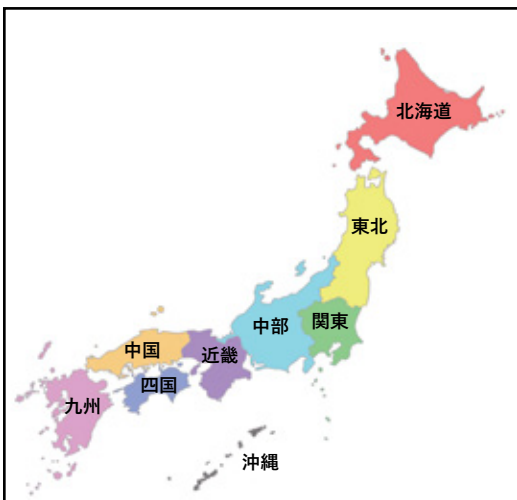 北海道
東北
中部
関東
中国
近畿
四国
九州
沖縄